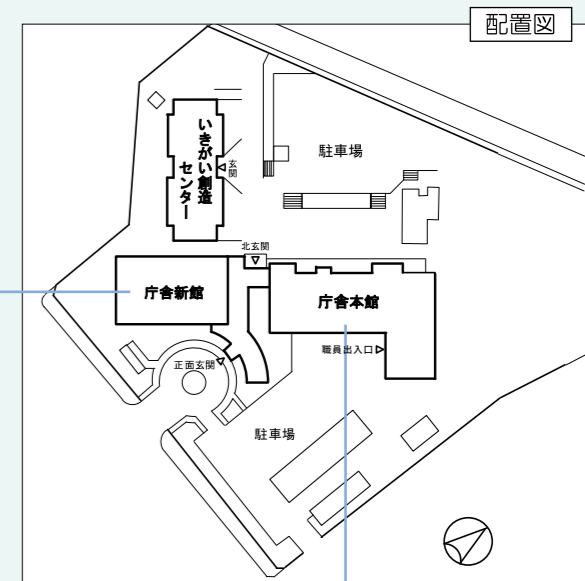 配置図
いきがい創造
センター
玄関
駐車場
北玄関
庁舎新館
庁舎本館
職員出入口
正面玄関
駐車場